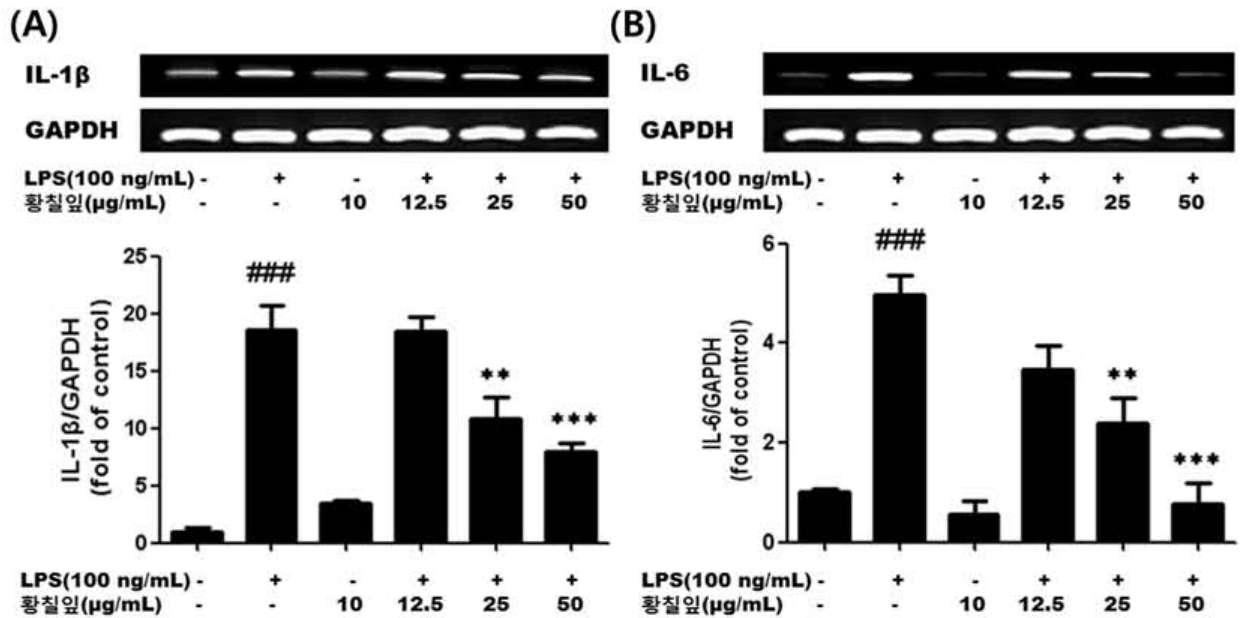 (A)
IL-1β
GAPDH
LPS(100 ng/mL) - + - + + +
황칠잎(μg/mL) - - 10 12.5 25 50
25
20
15
10
5
0
IL-1β/GAPDH
(fold of control)
###
**
***
LPS(100 ng/mL) - + - + + +
황칠잎(μg/mL) - - 10 12.5 25 50
(B)
IL-6
GAPDH
LPS(100 ng/mL) - + - + + +
황칠잎(μg/mL) - - 10 12.5 25 50
6
4
2
0
IL-6/GAPDH
(fold of control)
###
**
***
LPS(100 ng/mL) - + - + + +
황칠잎(μg/mL) - - 10 12.5 25 50